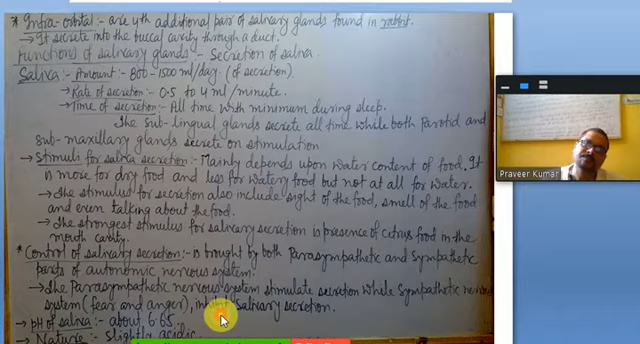 * Infra orbital :- are 4th additional pair of salivary glands found in rabbit.
→ It secrete into the buccal cavity through a duct.
Functions of salivary glands - Secretion of saliva.
Saliva :- Amount :- 800 - 1500 ml/day. (of secretion).
→ Rate of secretion :- 0.5 to 4 ml/minute.
→ Time of secretion :- All time with minimum during sleep.
The sub-lingual glands secrete all time while both Parotid and
sub-maxillary glands secrete on stimulation
→ Stimuli for saliva secretion :- Mainly depends upon water content of food. It
is more for dry food and less for watery food but not at all for water.
→ The stimulus for secretion also include sight of the food, smell of the food
and even talking about the food.
→ The strongest stimulus for salivary secretion is presence of citrus food in the
mouth cavity.
* Control of salivary secretion :- is brought by both Parasympathetic and Sympathetic
parts of autonomic nervous system.
→ The Parasympathetic nervous system stimulate secretion while Sympathetic nervous
system (fear and anger), inhibit salivary secretion.
→ pH of saliva :- about 6.65.
→ Nature :- slightly acidic.
Praveer Kumar